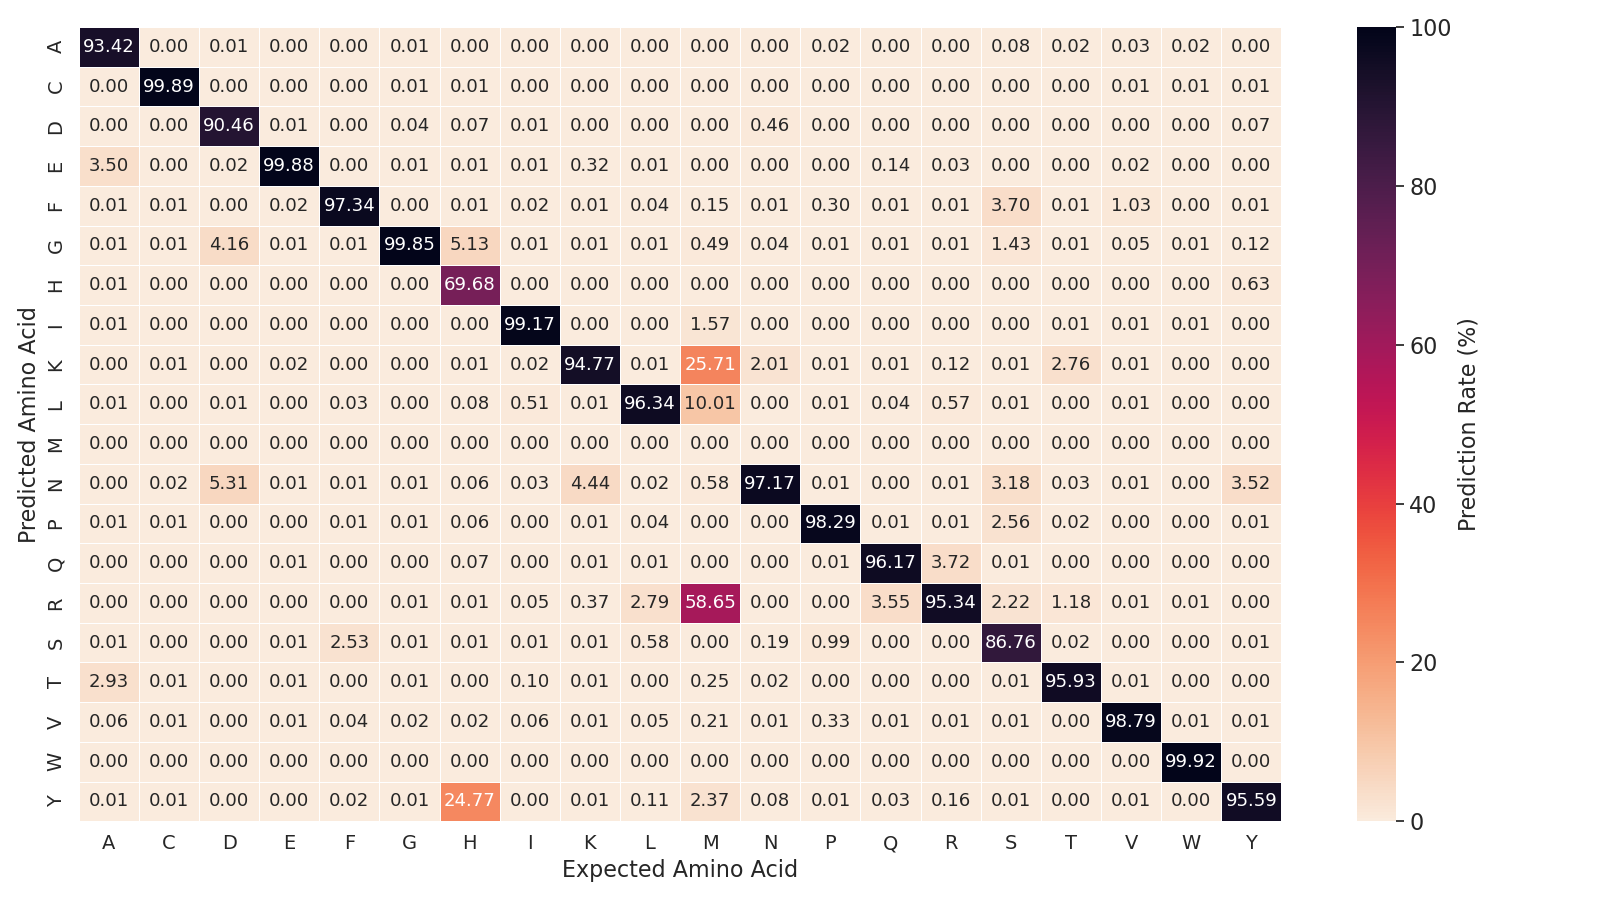 A 93.42 0.00 0.01 0.00 0.00 0.01 0.00 0.00 0.00 0.00 0.00 0.00 0.02 0.00 0.00 0.08 0.02 0.03 0.02 0.00
C 0.00 99.89 0.00 0.00 0.00 0.01 0.01 0.00 0.00 0.00 0.00 0.00 0.00 0.00 0.00 0.00 0.00 0.01 0.01 0.01
D 0.00 0.00 90.46 0.01 0.00 0.04 0.07 0.01 0.00 0.00 0.00 0.46 0.00 0.00 0.00 0.00 0.00 0.00 0.00 0.07
E 3.50 0.00 0.02 99.88 0.00 0.01 0.01 0.01 0.32 0.01 0.00 0.00 0.00 0.14 0.03 0.00 0.00 0.02 0.00 0.00
F 0.01 0.01 0.00 0.02 97.34 0.00 0.01 0.02 0.01 0.04 0.15 0.01 0.30 0.01 0.01 3.70 0.01 1.03 0.00 0.01
G 0.01 0.01 4.16 0.01 0.01 99.85 5.13 0.01 0.01 0.01 0.49 0.04 0.01 0.01 0.01 1.43 0.01 0.05 0.01 0.12
H 0.01 0.00 0.00 0.00 0.00 0.00 69.68 0.00 0.00 0.00 0.00 0.00 0.00 0.00 0.00 0.00 0.00 0.00 0.00 0.63
I 0.01 0.00 0.00 0.00 0.00 0.00 0.00 99.17 0.00 0.00 1.57 0.00 0.00 0.00 0.00 0.00 0.01 0.01 0.01 0.00
K 0.00 0.01 0.00 0.02 0.00 0.00 0.01 0.02 94.77 0.01 25.71 2.01 0.01 0.01 0.12 0.01 2.76 0.01 0.00 0.00
L 0.01 0.00 0.01 0.00 0.03 0.00 0.08 0.51 0.01 96.34 10.01 0.00 0.01 0.04 0.57 0.01 0.00 0.01 0.00 0.00
M 0.00 0.00 0.00 0.00 0.00 0.00 0.00 0.00 0.00 0.00 0.00 0.00 0.00 0.00 0.00 0.00 0.00 0.00 0.00 0.00
N 0.00 0.02 5.31 0.01 0.01 0.01 0.06 0.03 4.44 0.02 0.58 97.17 0.01 0.00 0.01 3.18 0.03 0.01 0.00 3.52
P 0.01 0.01 0.00 0.00 0.01 0.01 0.06 0.00 0.01 0.04 0.00 0.00 98.29 0.01 0.01 2.56 0.02 0.00 0.00 0.01
Q 0.00 0.00 0.00 0.01 0.00 0.00 0.07 0.00 0.01 0.01 0.00 0.00 0.01 96.17 3.72 0.01 0.00 0.00 0.00 0.00
R 0.00 0.00 0.00 0.00 0.00 0.01 0.01 0.05 0.37 2.79 58.65 0.00 0.00 3.55 95.34 2.22 1.18 0.01 0.01 0.00
S 0.01 0.00 0.00 0.01 2.53 0.01 0.01 0.01 0.01 0.58 0.00 0.19 0.99 0.00 0.00 86.76 0.02 0.00 0.00 0.01
T 2.93 0.01 0.00 0.01 0.00 0.01 0.00 0.10 0.01 0.00 0.25 0.02 0.00 0.00 0.00 0.01 95.93 0.01 0.00 0.00
V 0.06 0.01 0.00 0.01 0.04 0.02 0.02 0.06 0.01 0.05 0.21 0.01 0.33 0.01 0.01 0.01 0.00 98.79 0.01 0.01
W 0.00 0.00 0.00 0.00 0.00 0.00 0.00 0.00 0.00 0.00 0.00 0.00 0.00 0.00 0.00 0.00 0.00 0.00 99.92 0.00
Y 0.01 0.01 0.00 0.00 0.02 0.01 24.77 0.00 0.01 0.11 2.37 0.08 0.01 0.03 0.16 0.01 0.00 0.01 0.00 95.59
A C D E F G H I K L M N P Q R S T V W Y
Expected Amino Acid
Predicted Amino Acid
100
80
60
40
20
0
Prediction Rate (%)